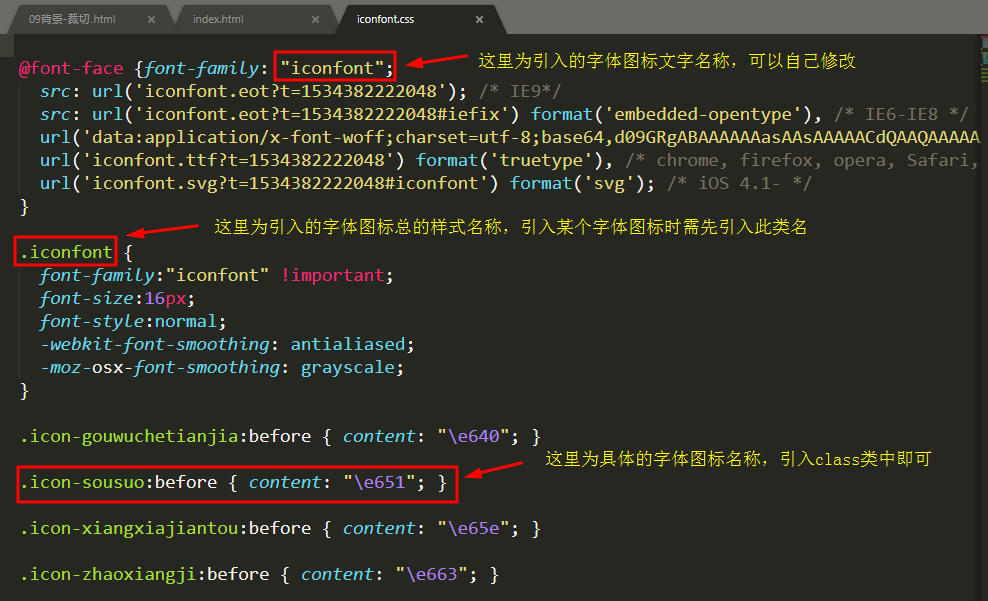 09背景-裁切.html × index.html × iconfont.css ×
@font-face {font-family: "iconfont"; 这里为引入的字体图标文字名称，可以自己修改
src: url('iconfont.eot?t=1534382222048'); /* IE9*/
src: url('iconfont.eot?t=1534382222048#iefix') format('embedded-opentype'), /* IE6-IE8 */
url('data:application/x-font-woff;charset=utf-8;base64,d09GRgABAAAAAAasAAsAAAAACdQAAQAAAAA
url('iconfont.ttf?t=1534382222048') format('truetype'), /* chrome, firefox, opera, Safari,
url('iconfont.svg?t=1534382222048#iconfont') format('svg'); /* iOS 4.1- */
}
这里为引入的字体图标总的样式名称，引入某个字体图标时需先引入此类名
.iconfont {
font-family:"iconfont" !important;
font-size:16px;
font-style:normal;
-webkit-font-smoothing: antialiased;
-moz-osx-font-smoothing: grayscale;
}
.icon-gouwuchetianjia:before { content: "\e640"; }
这里为具体的字体图标名称，引入class类中即可
.icon-sousuo:before { content: "\e651"; }
.icon-xiangxiajiantou:before { content: "\e65e"; }
.icon-zhaoxiangji:before { content: "\e663"; }